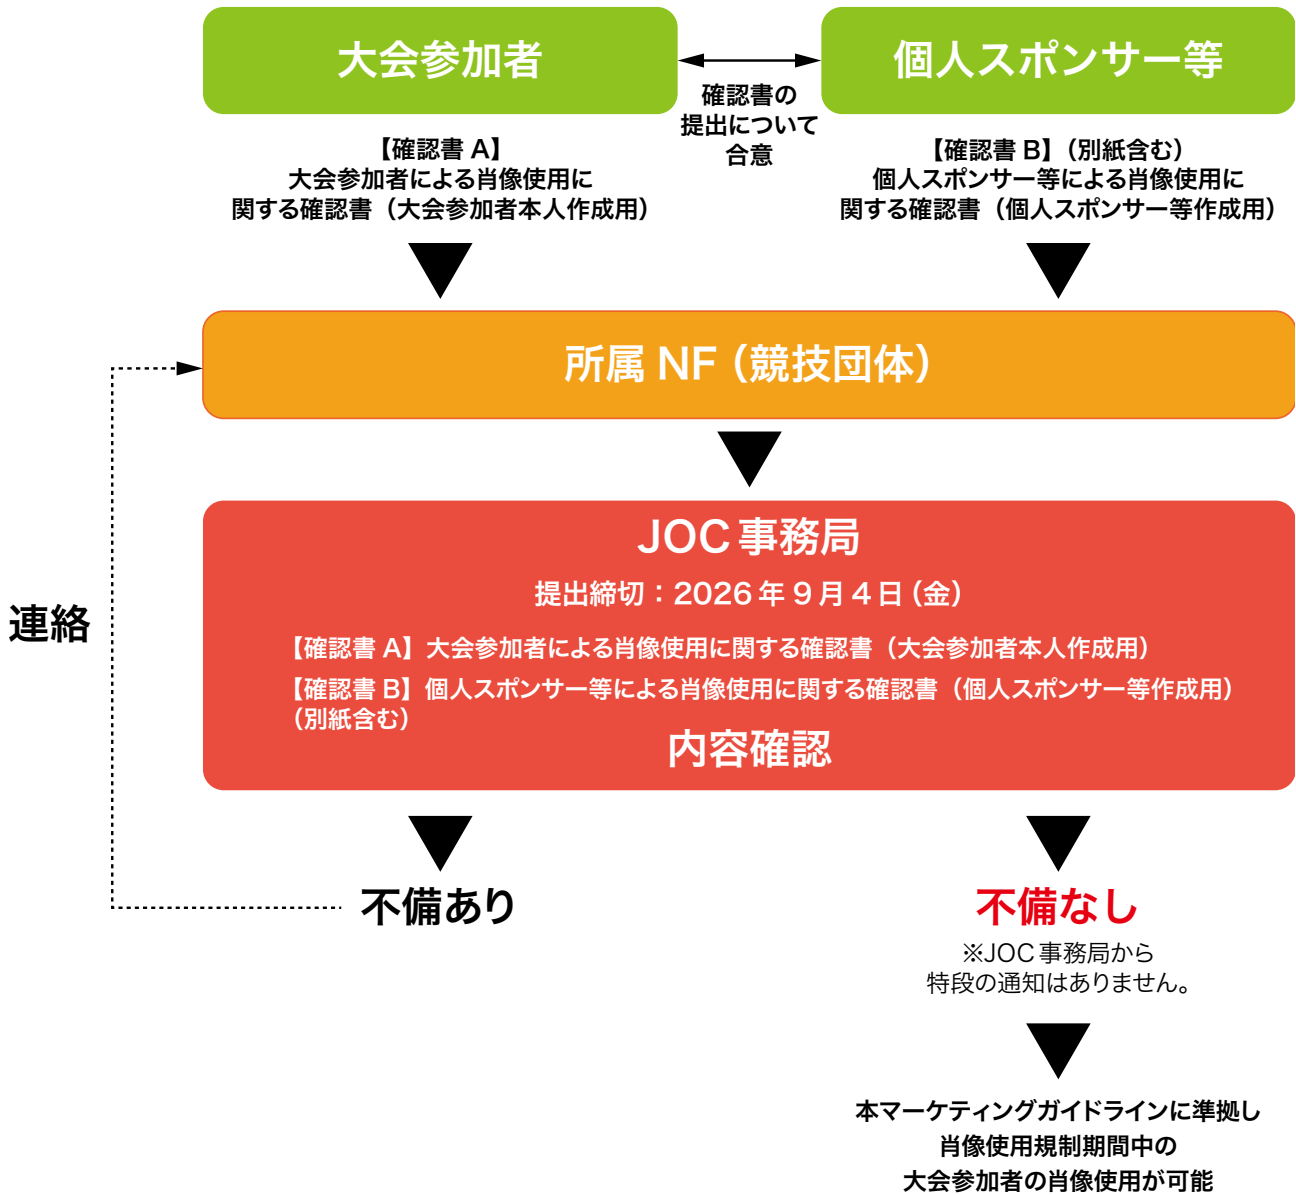 大会参加者
個人スポンサー等
確認書の
提出について
合意
【確認書 A】
大会参加者による肖像使用に
関する確認書（大会参加者本人作成用）
【確認書 B】（別紙含む）
個人スポンサー等による肖像使用に
関する確認書（個人スポンサー等作成用）
所属 NF（競技団体）
JOC 事務局
提出締切：2026 年 9 月 4 日（金）
【確認書 A】大会参加者による肖像使用に関する確認書（大会参加者本人作成用）
【確認書 B】個人スポンサー等による肖像使用に関する確認書（個人スポンサー等作成用）
（別紙含む）
内容確認
連絡
不備あり
不備なし
※JOC 事務局から
特段の通知はありません。
本マーケティングガイドラインに準拠し
肖像使用規制期間中の
大会参加者の肖像使用が可能